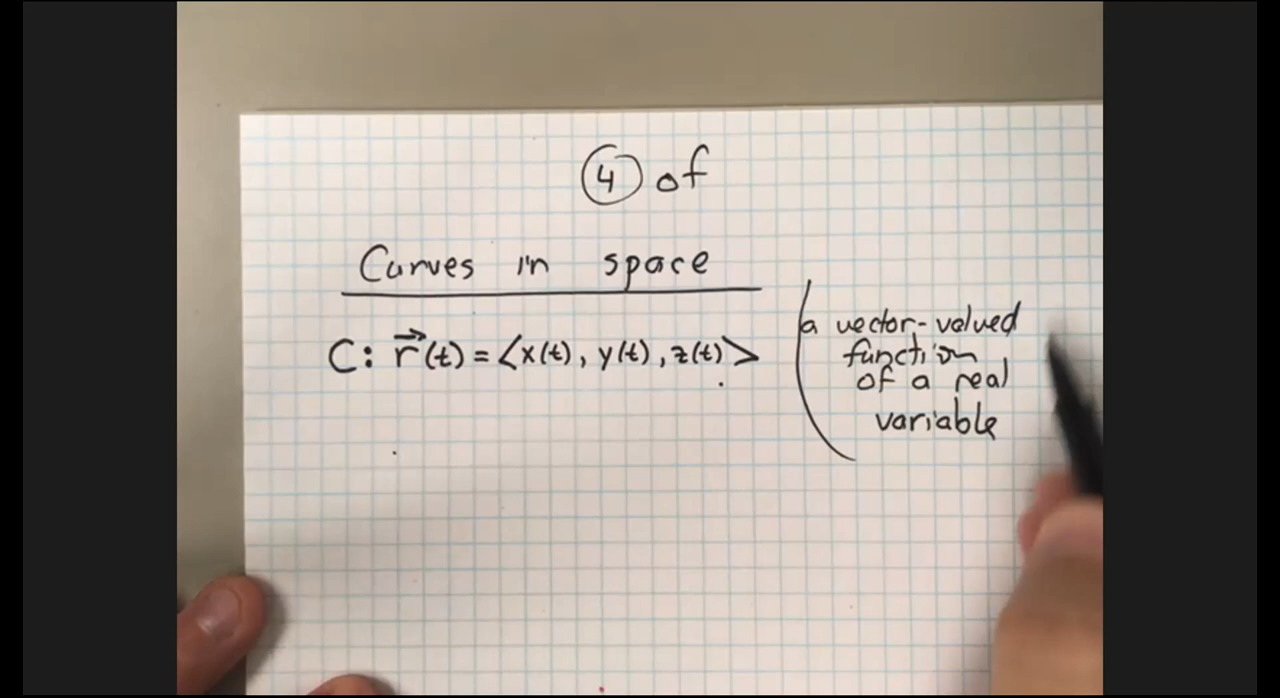 ④ of
Curves in space
C: r⃗(t) = <x(t), y(t), z(t)>
(a vector-valued
function
of a real
variable